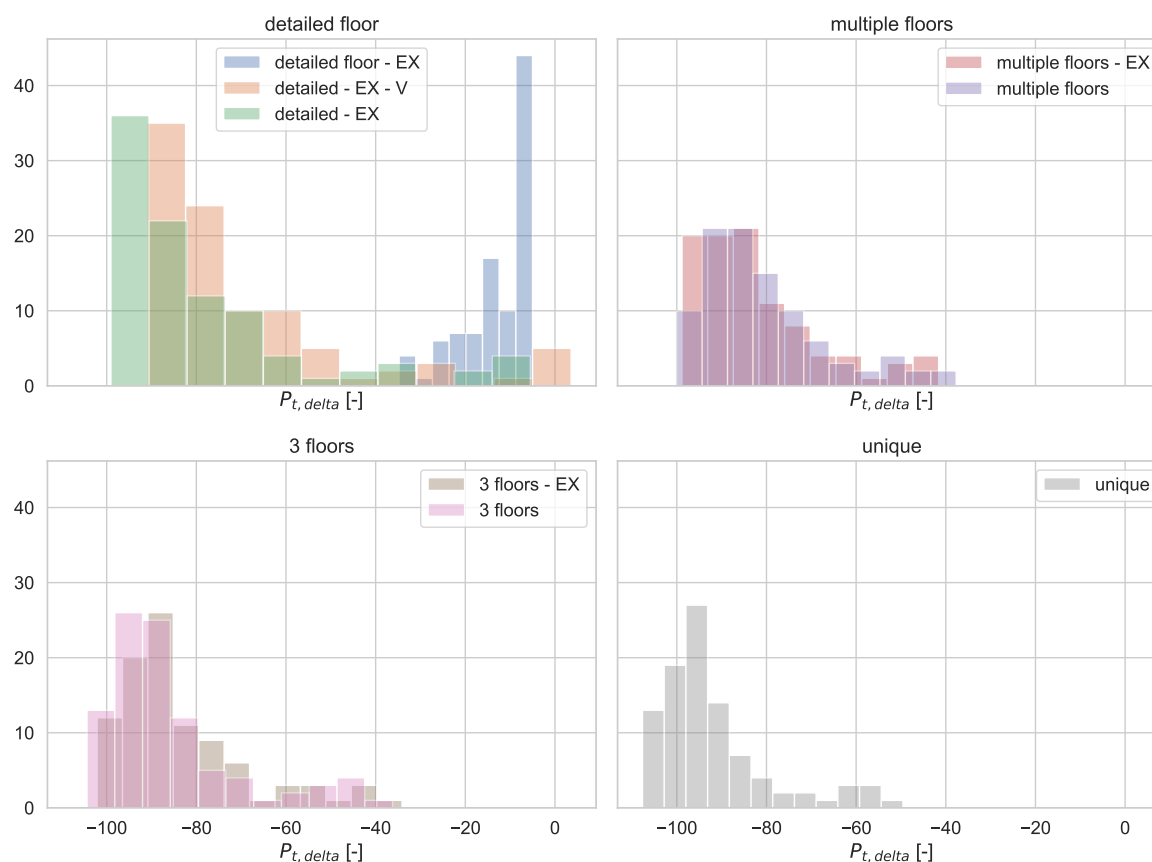 detailed floor
multiple floors
detailed floor - EX
detailed - EX - V
detailed - EX
multiple floors - EX
multiple floors
40
30
20
10
0
P_{t, delta} [-]
P_{t, delta} [-]
3 floors
unique
3 floors - EX
3 floors
unique
40
30
20
10
0
−100 −80 −60 −40 −20 0
−100 −80 −60 −40 −20 0
P_{t, delta} [-]
P_{t, delta} [-]